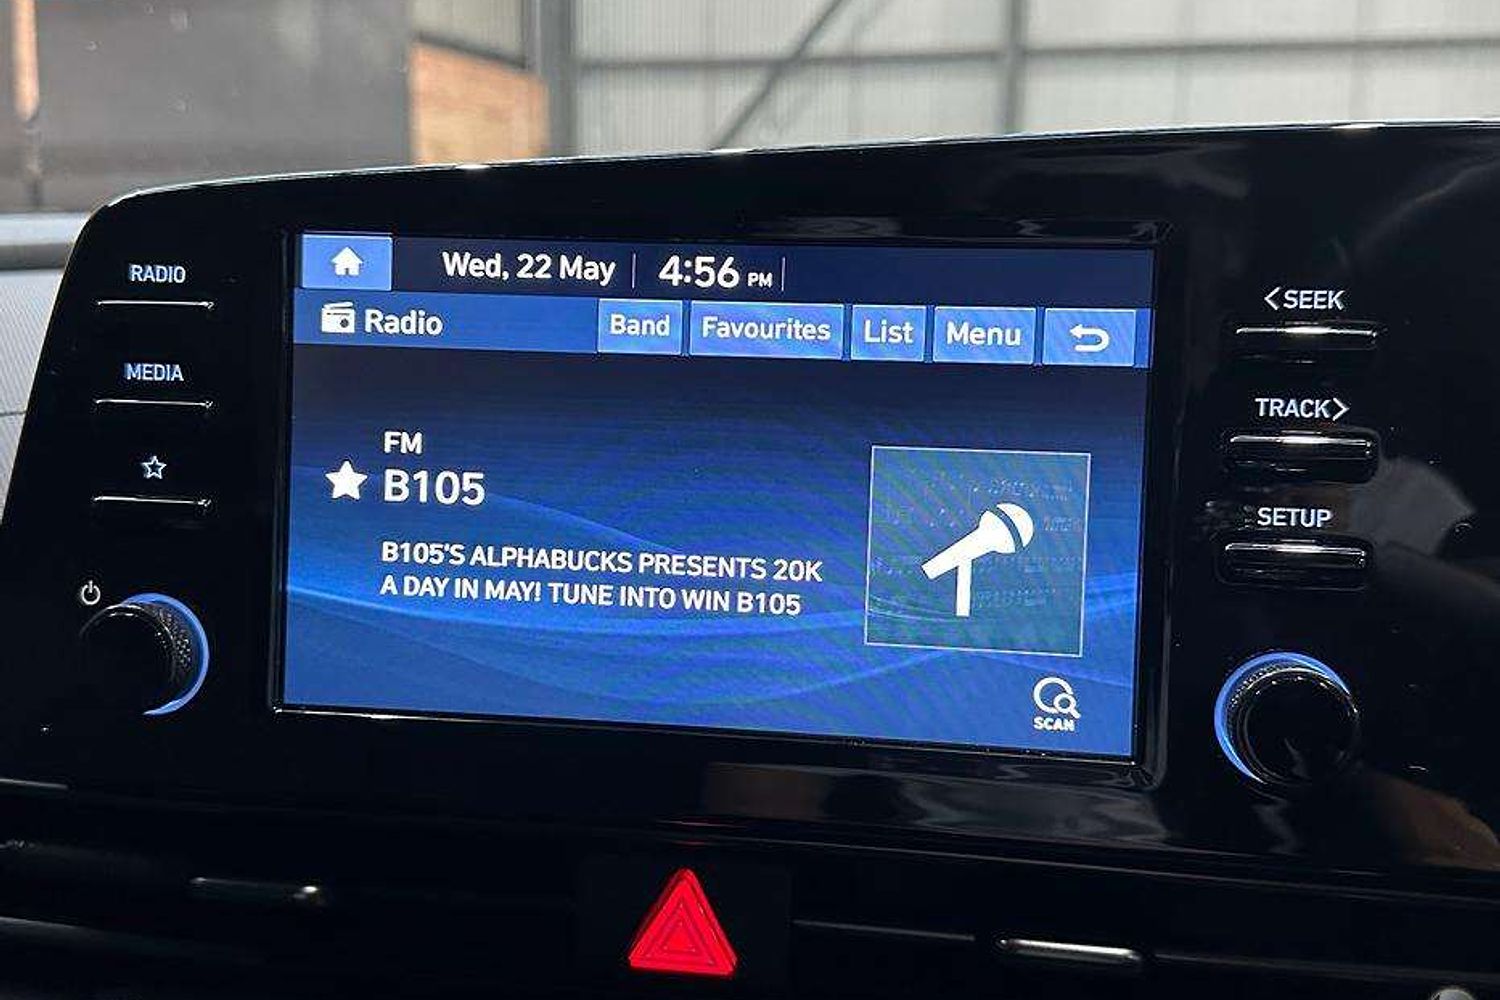 RADIO
MEDIA
Wed, 22 May 4:56 PM
Radio Band Favourites List Menu
FM
B105
B105'S ALPHABUCKS PRESENTS 20K
A DAY IN MAY! TUNE INTO WIN B105
SCAN
SEEK
TRACK
SETUP